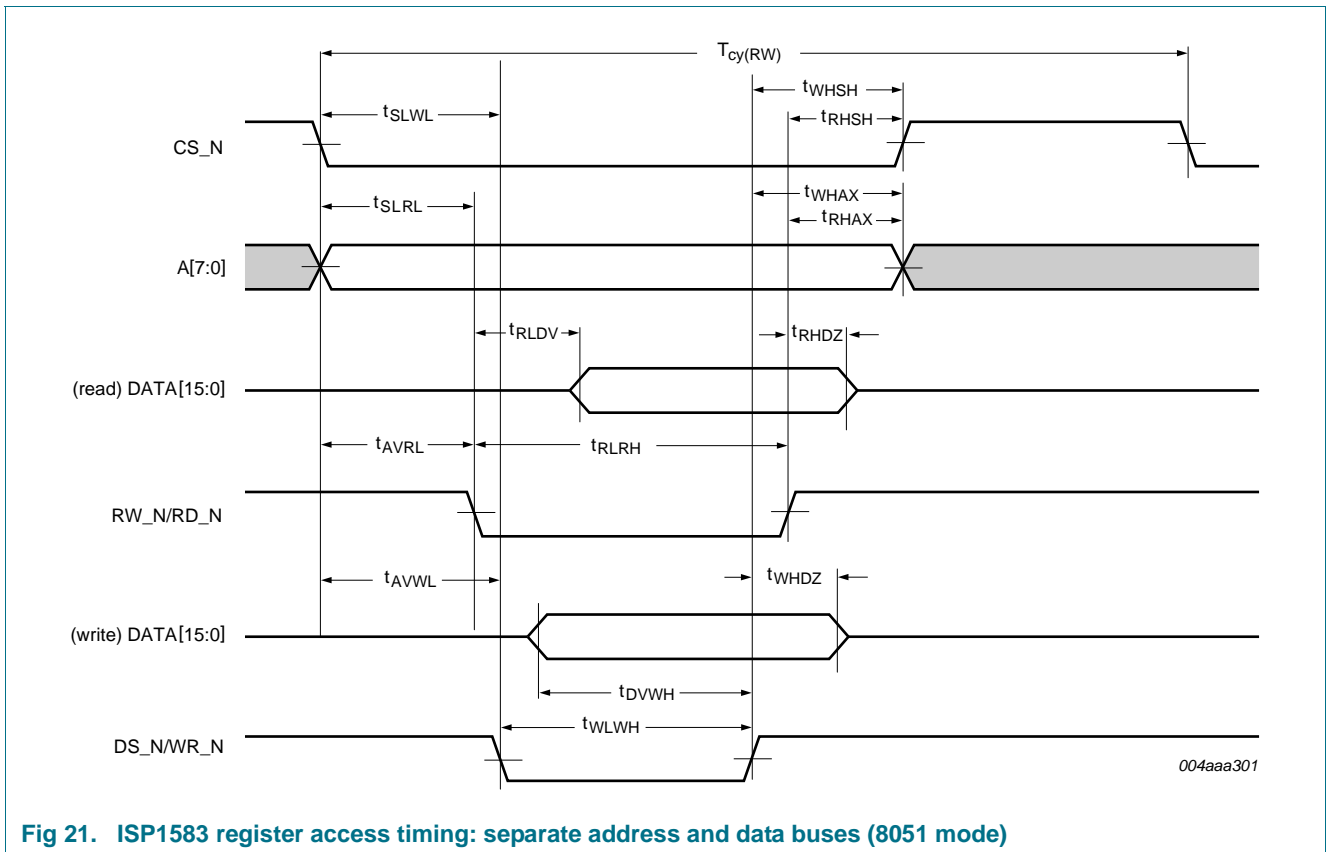 Tcy(RW)
tWHSH
tSLWL
tRHSH
CS_N
tWHAX
tSLRL
tRHAX
A[7:0]
tRLDV
tRHDZ
(read) DATA[15:0]
tAVRL
tRLRH
RW_N/RD_N
tAVWL
tWHDZ
(write) DATA[15:0]
tDVWH
tWLWH
DS_N/WR_N
004aaa301
Fig 21. ISP1583 register access timing: separate address and data buses (8051 mode)